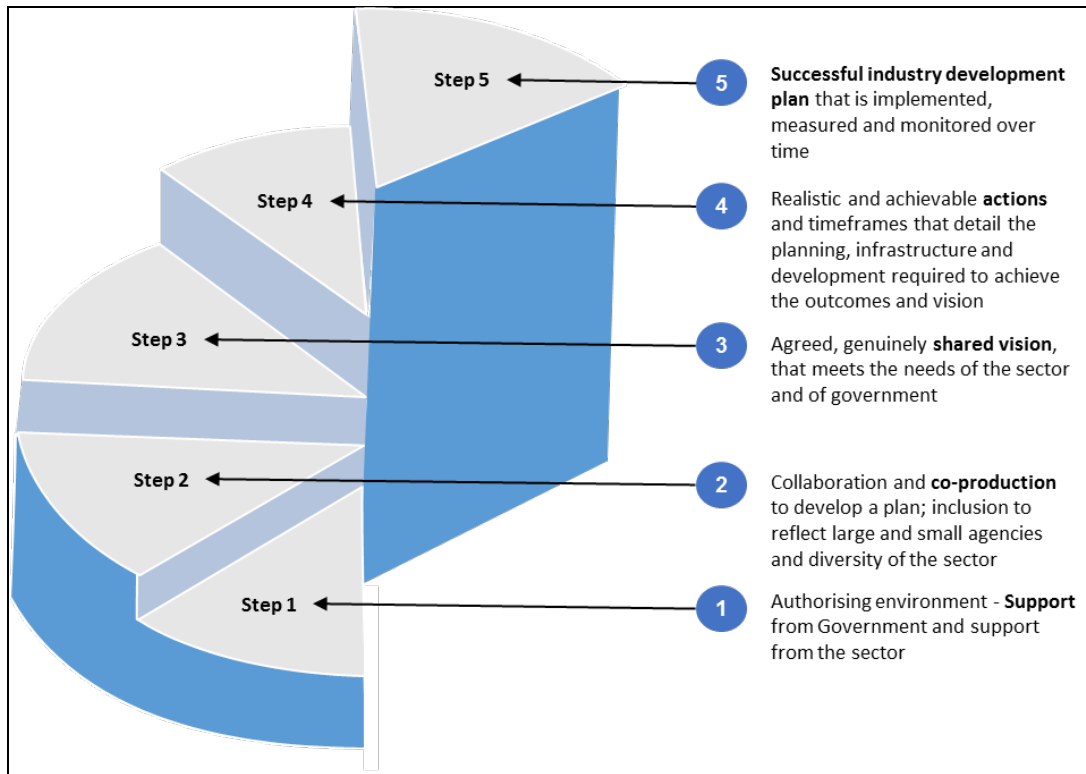 Step 5
5
Successful industry development
plan that is implemented,
measured and monitored over
time
Step 4
4
Realistic and achievable actions
and timeframes that detail the
planning, infrastructure and
development required to achieve
the outcomes and vision
Step 3
3
Agreed, genuinely shared vision,
that meets the needs of the sector
and of government
Step 2
2
Collaboration and co-production
to develop a plan; inclusion to
reflect large and small agencies
and diversity of the sector
Step 1
1
Authorising environment - Support
from Government and support
from the sector